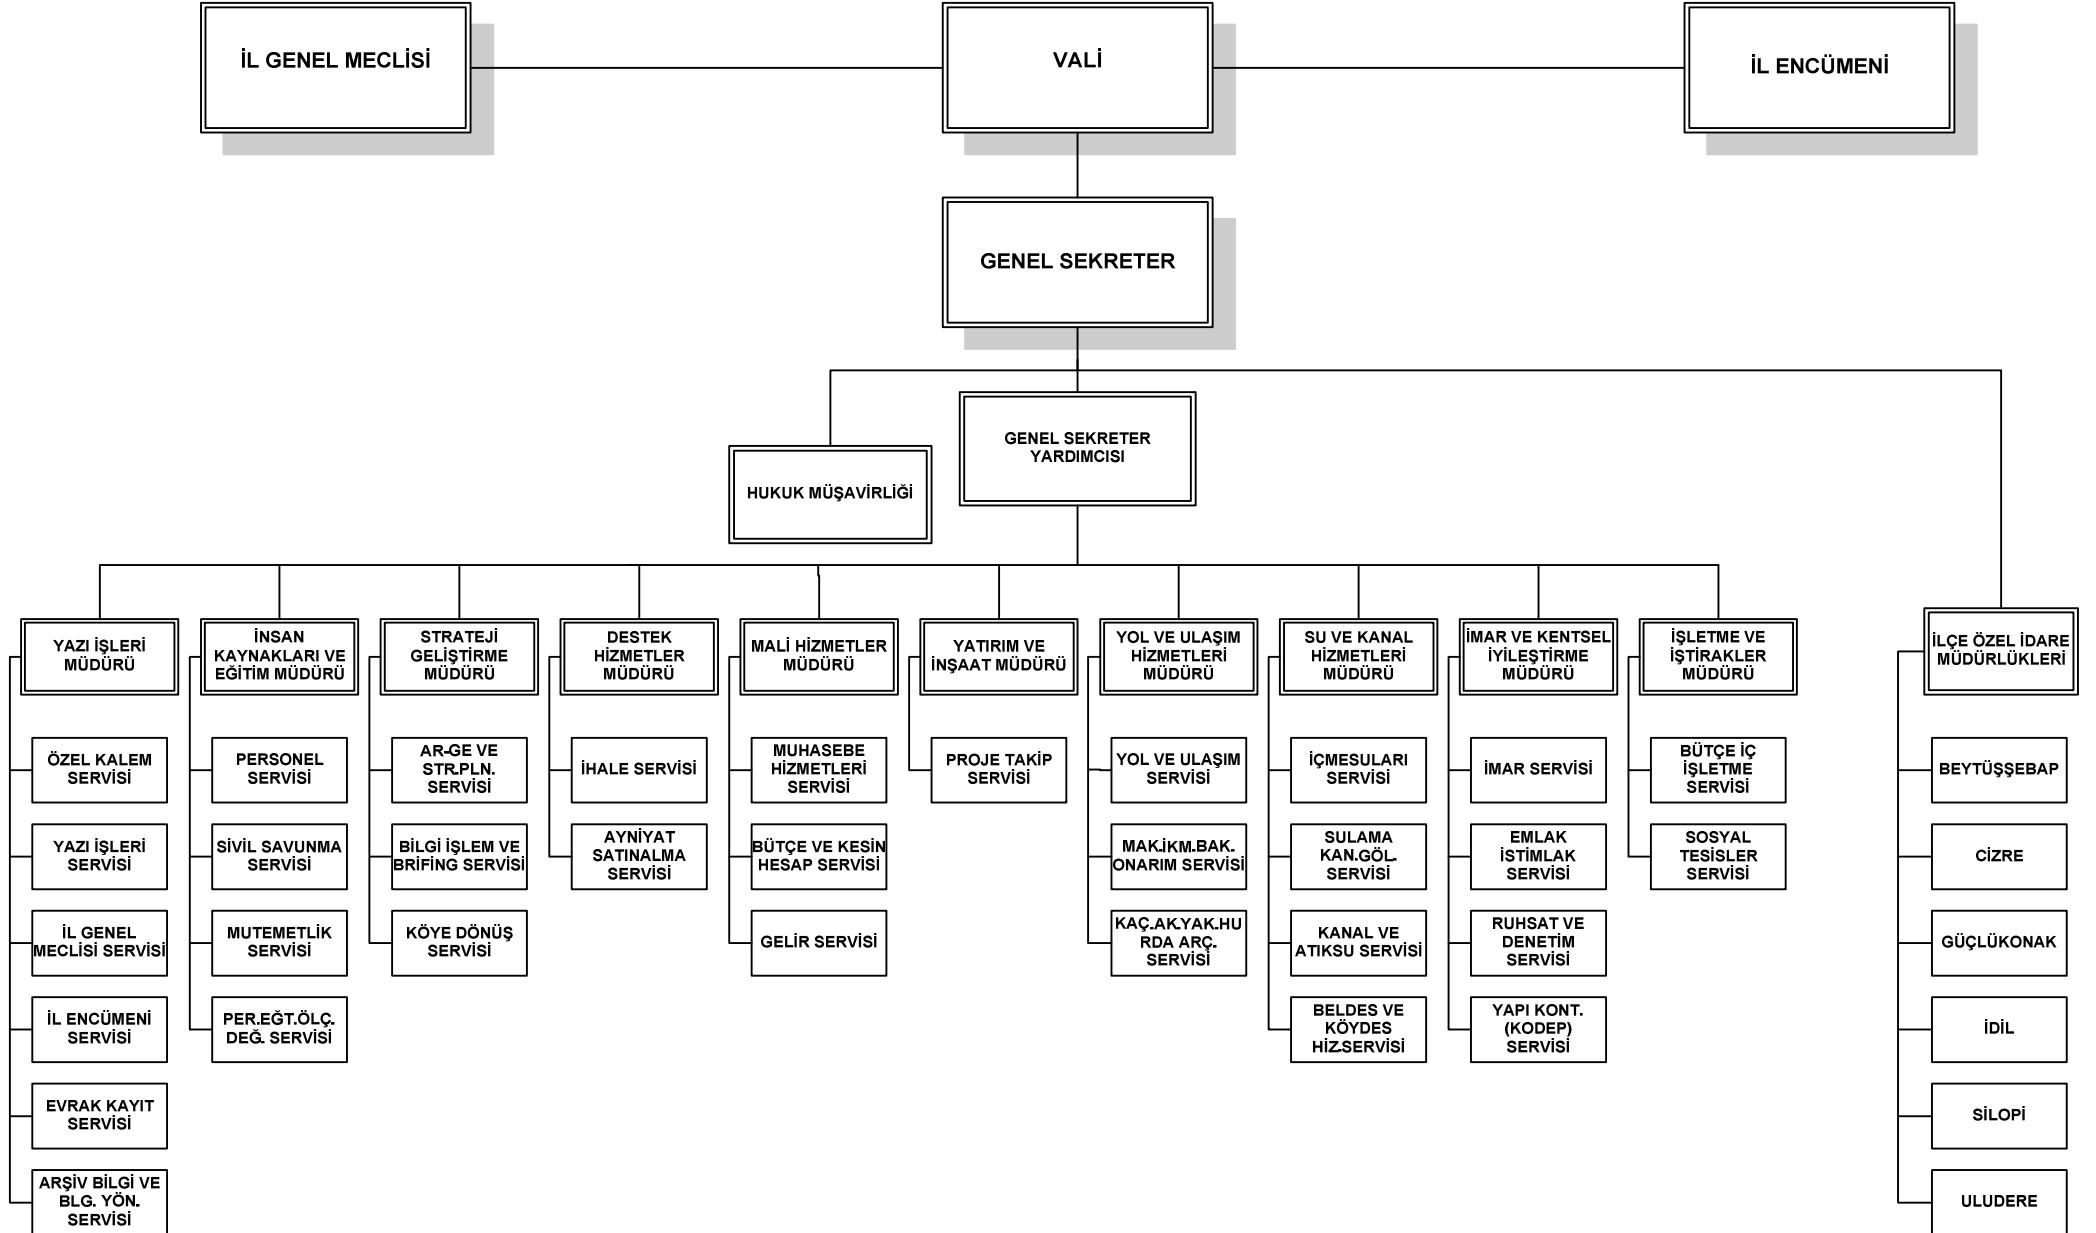 İL GENEL MECLİSİ
VALİ
İL ENCÜMENİ
GENEL SEKRETER
GENEL SEKRETER
YARDIMCISI
HUKUK MÜŞAVİRLİĞİ
YAZI İŞLERİ
MÜDÜRÜ
İNSAN
KAYNAKLARI VE
EĞİTİM MÜDÜRÜ
STRATEJİ
GELİŞTİRME
MÜDÜRÜ
DESTEK
HİZMETLER
MÜDÜRÜ
MALİ HİZMETLER
MÜDÜRÜ
YATIRIM VE
İNŞAAT MÜDÜRÜ
YOL VE ULAŞIM
HİZMETLERİ
MÜDÜRÜ
SU VE KANAL
HİZMETLERİ
MÜDÜRÜ
İMAR VE KENTSEL
İYİLEŞTİRME
MÜDÜRÜ
İŞLETME VE
İŞTİRAKLER
MÜDÜRÜ
İLÇE ÖZEL İDARE
MÜDÜRLÜKLERİ
ÖZEL KALEM
SERVİSİ
PERSONEL
SERVİSİ
AR-GE VE
STR.PLN.
SERVİSİ
İHALE SERVİSİ
MUHASEBE
HİZMETLERİ
SERVİSİ
PROJE TAKİP
SERVİSİ
YOL VE ULAŞIM
SERVİSİ
İÇMESULARI
SERVİSİ
İMAR SERVİSİ
BÜTÇE İÇ
İŞLETME
SERVİSİ
BEYTÜŞŞEBAP
YAZI İŞLERİ
SERVİSİ
SİVİL SAVUNMA
SERVİSİ
BİLGİ İŞLEM VE
BRİFİNG SERVİSİ
AYNİYAT
SATINALMA
SERVİSİ
BÜTÇE VE KESİN
HESAP SERVİSİ
MAK.İKM.BAK.
ONARIM SERVİSİ
SULAMA
KAN.GÖL.
SERVİSİ
EMLAK
İSTİMLAK
SERVİSİ
SOSYAL
TESİSLER
SERVİSİ
CİZRE
İL GENEL
MECLİSİ SERVİSİ
MUTEMETLİK
SERVİSİ
KÖYE DÖNÜŞ
SERVİSİ
GELİR SERVİSİ
KAÇ.AK.YAK.HU
RDA ARÇ.
SERVİSİ
KANAL VE
ATIKSU SERVİSİ
RUHSAT VE
DENETİM
SERVİSİ
GÜÇLÜKONAK
İL ENCÜMENİ
SERVİSİ
PER.EĞT.ÖLÇ.
DEĞ. SERVİSİ
BELDES VE
KÖYDES
HİZ.SERVİSİ
YAPI KONT.
(KODEP)
SERVİSİ
İDİL
EVRAK KAYIT
SERVİSİ
SİLOPİ
ARŞİV BİLGİ VE
BLG. YÖN.
SERVİSİ
ULUDERE